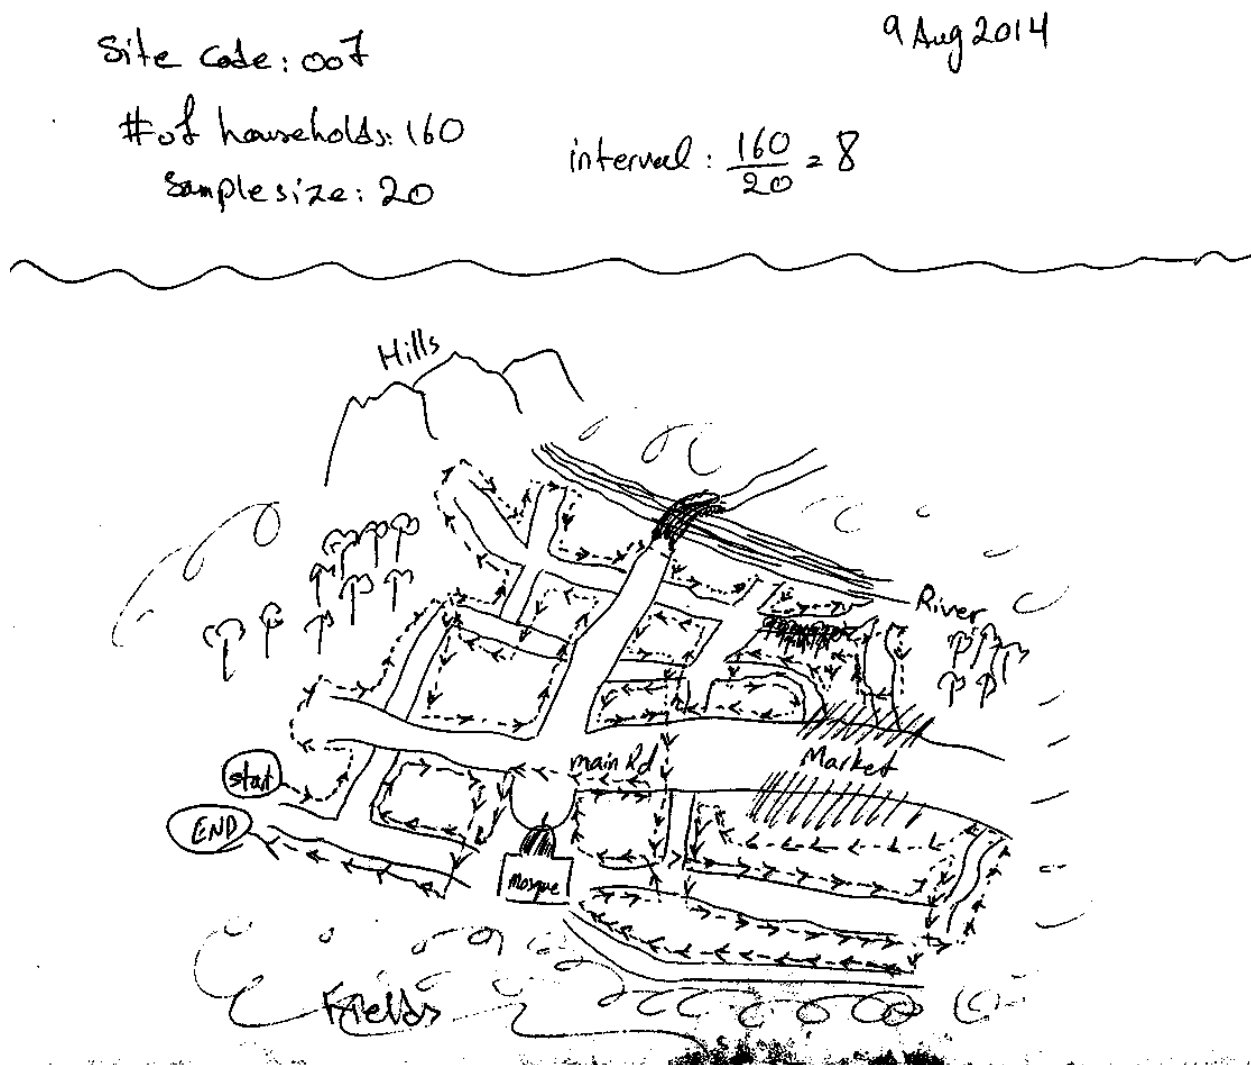 Site code: 007
9 Aug 2014
# of households: 160
Sample size: 20
interval: 160/20 = 8
Hills
River
main Rd
Market
start
END
Mosque
Fields